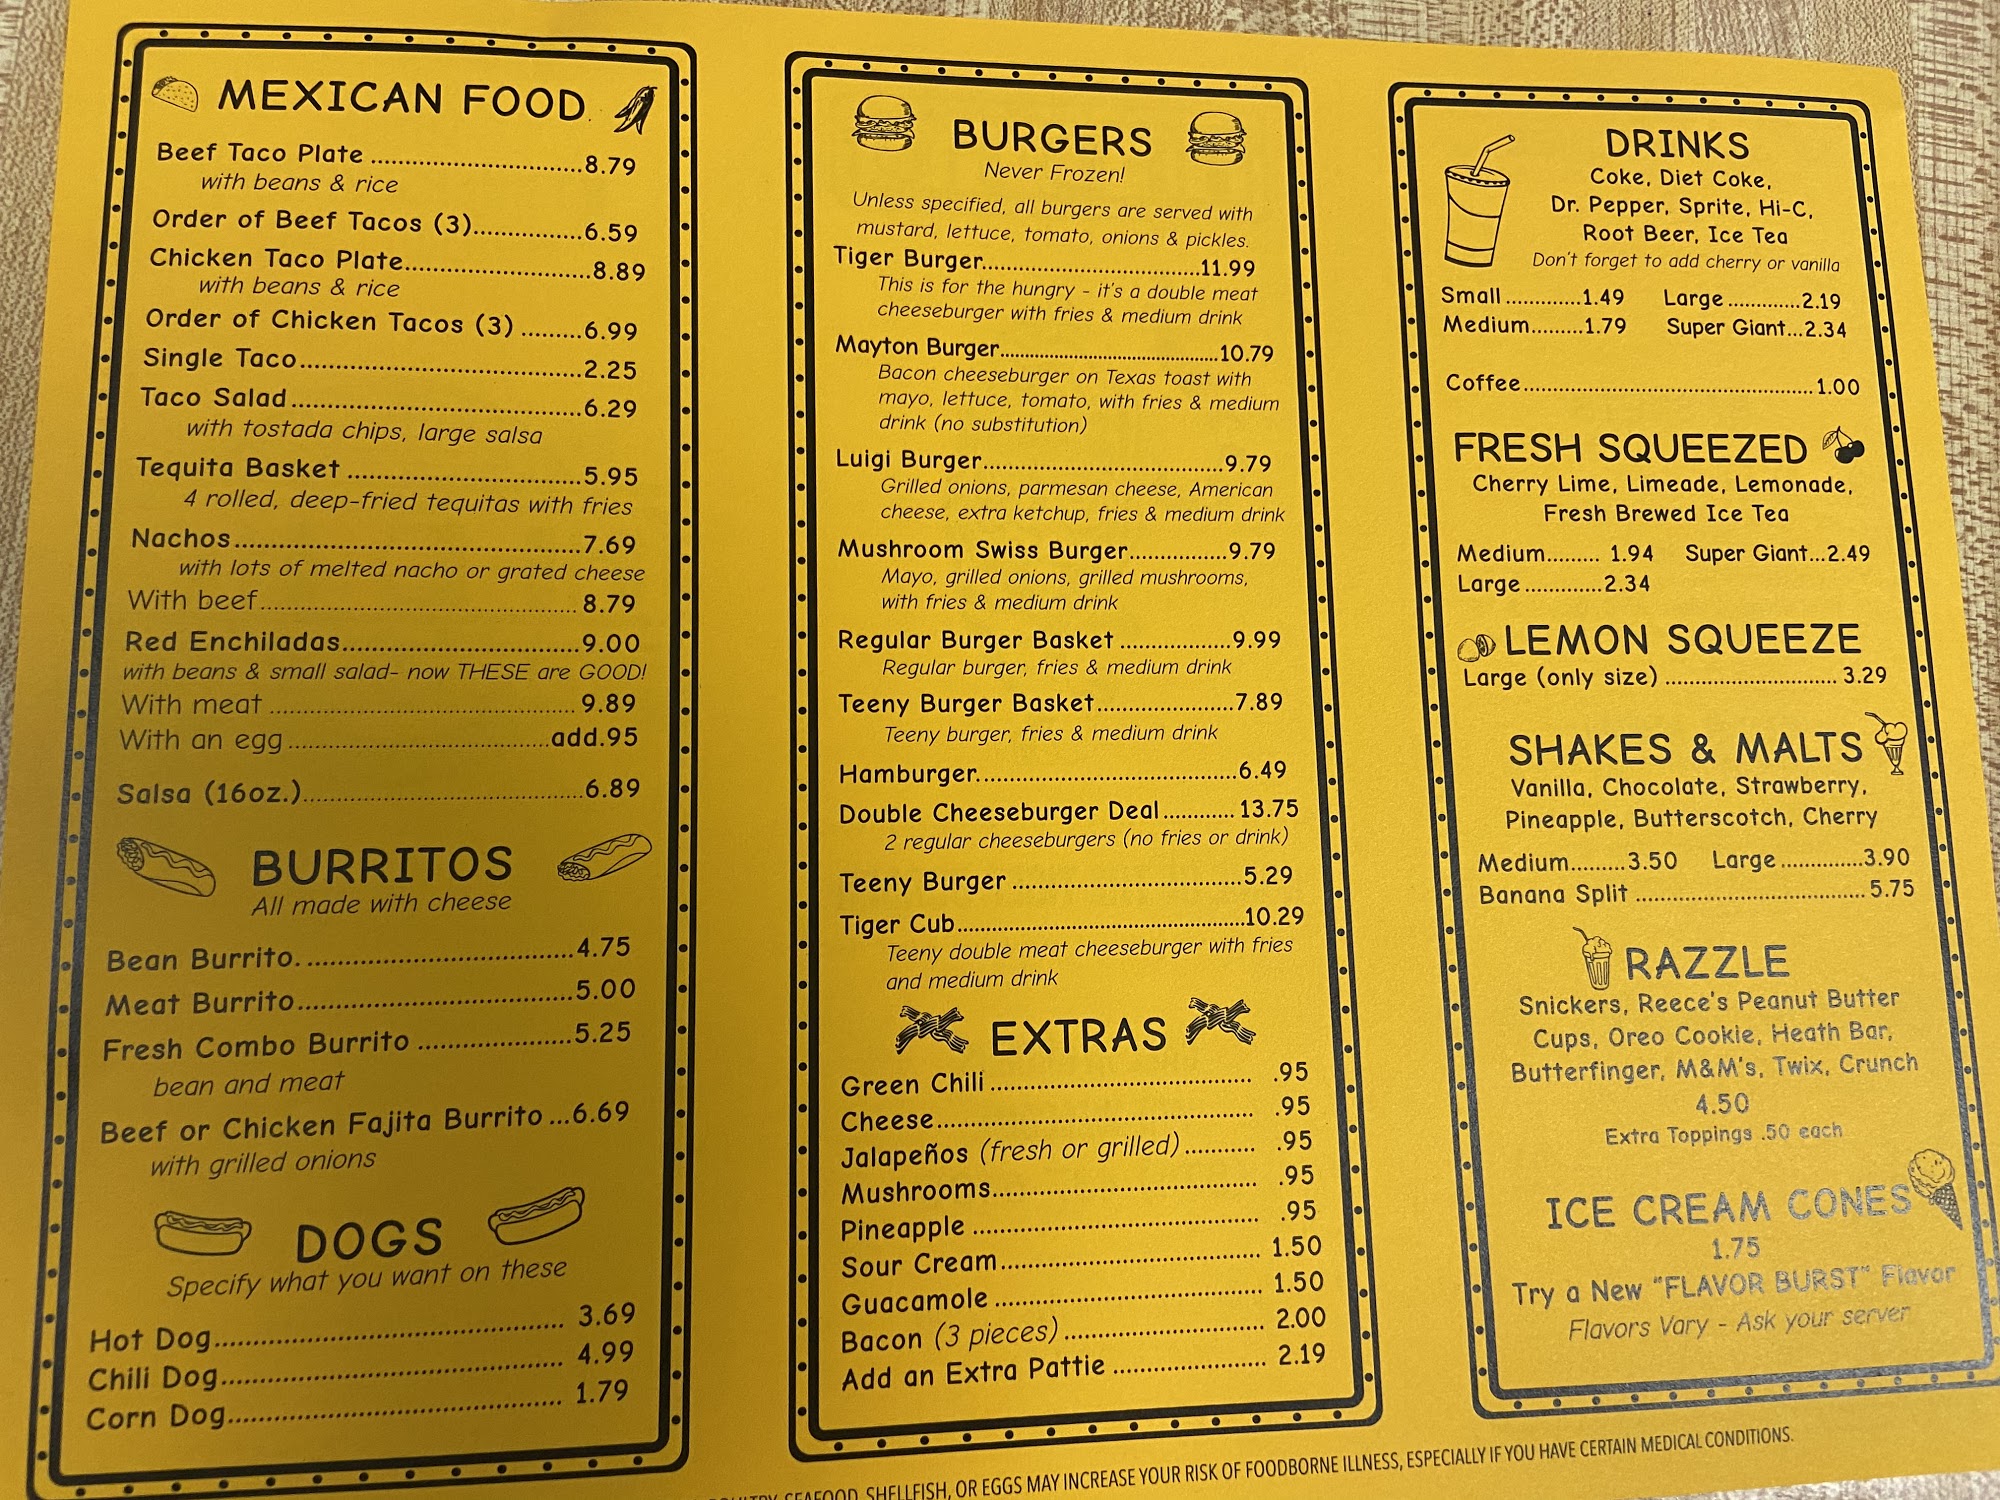 MEXICAN FOOD
Beef Taco Plate ..............................8.79
with beans & rice
Order of Beef Tacos (3)...............6.59
Chicken Taco Plate.........................8.89
with beans & rice
Order of Chicken Tacos (3) ........6.99
Single Taco.......................................2.25
Taco Salad ........................................6.29
with tostada chips, large salsa
Tequita Basket ................................5.95
4 rolled, deep-fried tequitas with fries
Nachos................................................7.69
with lots of melted nacho or grated cheese
With beef............................................ 8.79
Red Enchiladas.................................9.00
with beans & small salad- now THESE are GOOD!
With meat .......................................... 9.89
With an egg .....................................add.95
Salsa (16oz.).......................................6.89
BURRITOS
All made with cheese
Bean Burrito. .....................................4.75
Meat Burrito......................................5.00
Fresh Combo Burrito .....................5.25
bean and meat
Beef or Chicken Fajita Burrito ...6.69
with grilled onions
DOGS
Specify what you want on these
Hot Dog................................................ 3.69
Chili Dog............................................... 4.99
Corn Dog.............................................. 1.79
BURGERS
Never Frozen!
Unless specified, all burgers are served with
mustard, lettuce, tomato, onions & pickles.
Tiger Burger................................11.99
This is for the hungry - it's a double meat
cheeseburger with fries & medium drink
Mayton Burger...........................................10.79
Bacon cheeseburger on Texas toast with
mayo, lettuce, tomato, with fries & medium
drink (no substitution)
Luigi Burger...................................9.79
Grilled onions, parmesan cheese, American
cheese, extra ketchup, fries & medium drink
Mushroom Swiss Burger..............9.79
Mayo, grilled onions, grilled mushrooms,
with fries & medium drink
Regular Burger Basket ................9.99
Regular burger, fries & medium drink
Teeny Burger Basket....................7.89
Teeny burger, fries & medium drink
Hamburger......................................6.49
Double Cheeseburger Deal............ 13.75
2 regular cheeseburgers (no fries or drink)
Teeny Burger .................................5.29
Tiger Cub..........................................10.29
Teeny double meat cheeseburger with fries
and medium drink
EXTRAS
Green Chili ...................................... .95
Cheese.............................................. .95
Jalapeños (fresh or grilled) .......... .95
Mushrooms...................................... .95
Pineapple ......................................... .95
Sour Cream..................................... 1.50
Guacamole ...................................... 1.50
Bacon (3 pieces) ............................. 2.00
Add an Extra Pattie ...................... 2.19
DRINKS
Coke, Diet Coke,
Dr. Pepper, Sprite, Hi-C,
Root Beer, Ice Tea
Don't forget to add cherry or vanilla
Small .............1.49 Large ............2.19
Medium.........1.79 Super Giant...2.34
Coffee..................................................1.00
FRESH SQUEEZED
Cherry Lime, Limeade, Lemonade,
Fresh Brewed Ice Tea
Medium......... 1.94 Super Giant...2.49
Large .............2.34
LEMON SQUEEZE
Large (only size) ............................. 3.29
SHAKES & MALTS
Vanilla, Chocolate, Strawberry,
Pineapple, Butterscotch, Cherry
Medium.........3.50 Large ..............3.90
Banana Split ....................................... 5.75
RAZZLE
Snickers, Reece's Peanut Butter
Cups, Oreo Cookie, Heath Bar,
Butterfinger, M&M's, Twix, Crunch
4.50
Extra Toppings .50 each
ICE CREAM CONES
1.75
Try a New "FLAVOR BURST" Flavor
Flavors Vary - Ask your server
SEAFOOD, SHELLFISH, OR EGGS MAY INCREASE YOUR RISK OF FOODBORNE ILLNESS, ESPECIALLY IF YOU HAVE CERTAIN MEDICAL CONDITIONS.